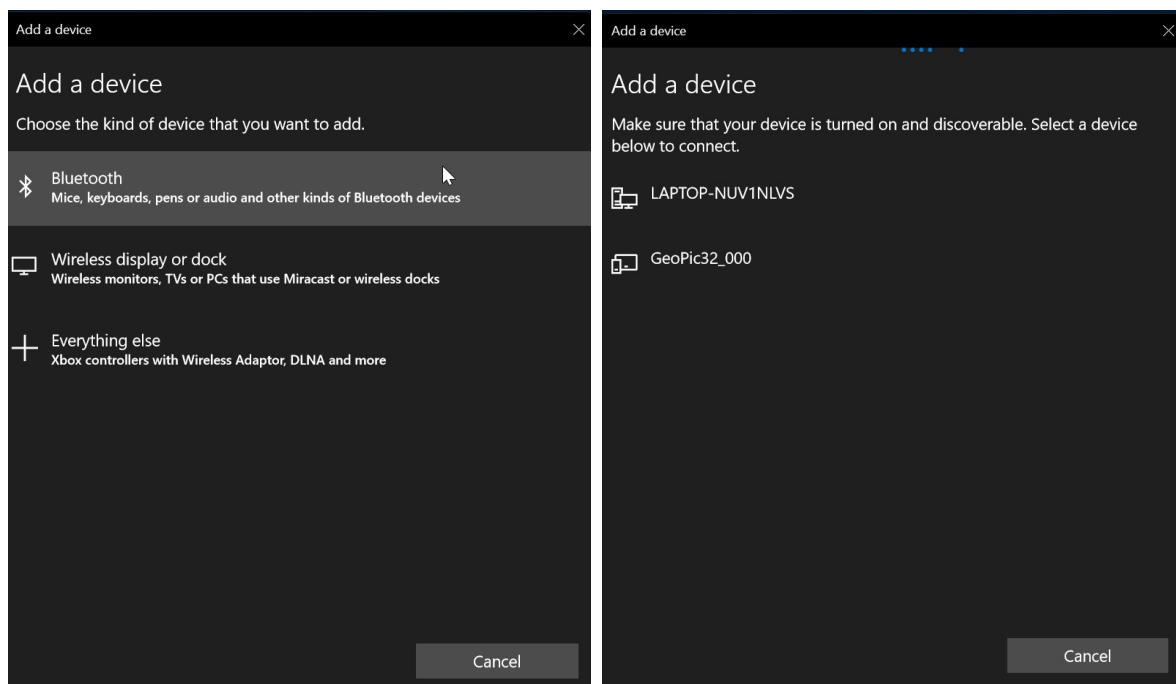 Add a device
Add a device
Choose the kind of device that you want to add.
Bluetooth
Mice, keyboards, pens or audio and other kinds of Bluetooth devices
Wireless display or dock
Wireless monitors, TVs or PCs that use Miracast or wireless docks
Everything else
Xbox controllers with Wireless Adaptor, DLNA and more
Cancel
Add a device
Add a device
Make sure that your device is turned on and discoverable. Select a device
below to connect.
LAPTOP-NUV1NLVS
GeoPic32_000
Cancel